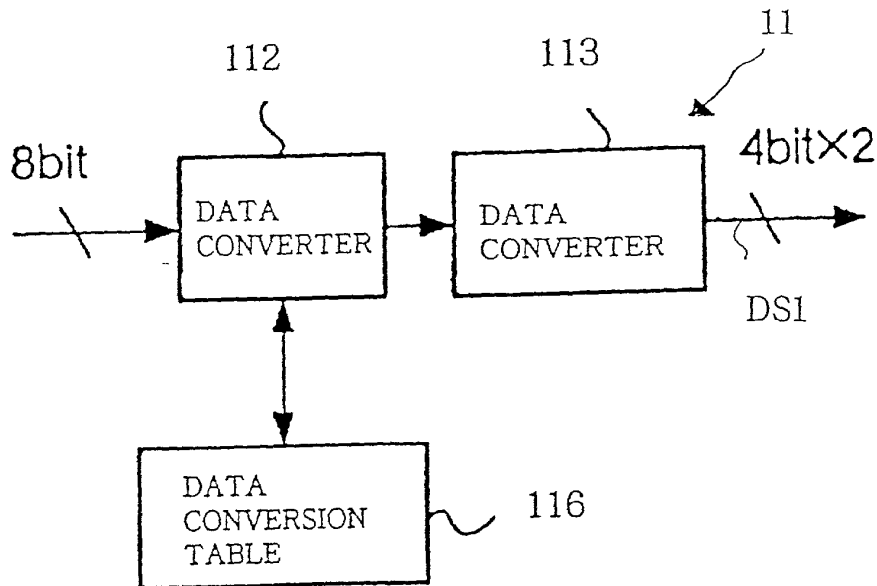 11
112
113
8bit
4bit×2
DATA
CONVERTER
DATA
CONVERTER
DS1
DATA
CONVERSION
TABLE
116